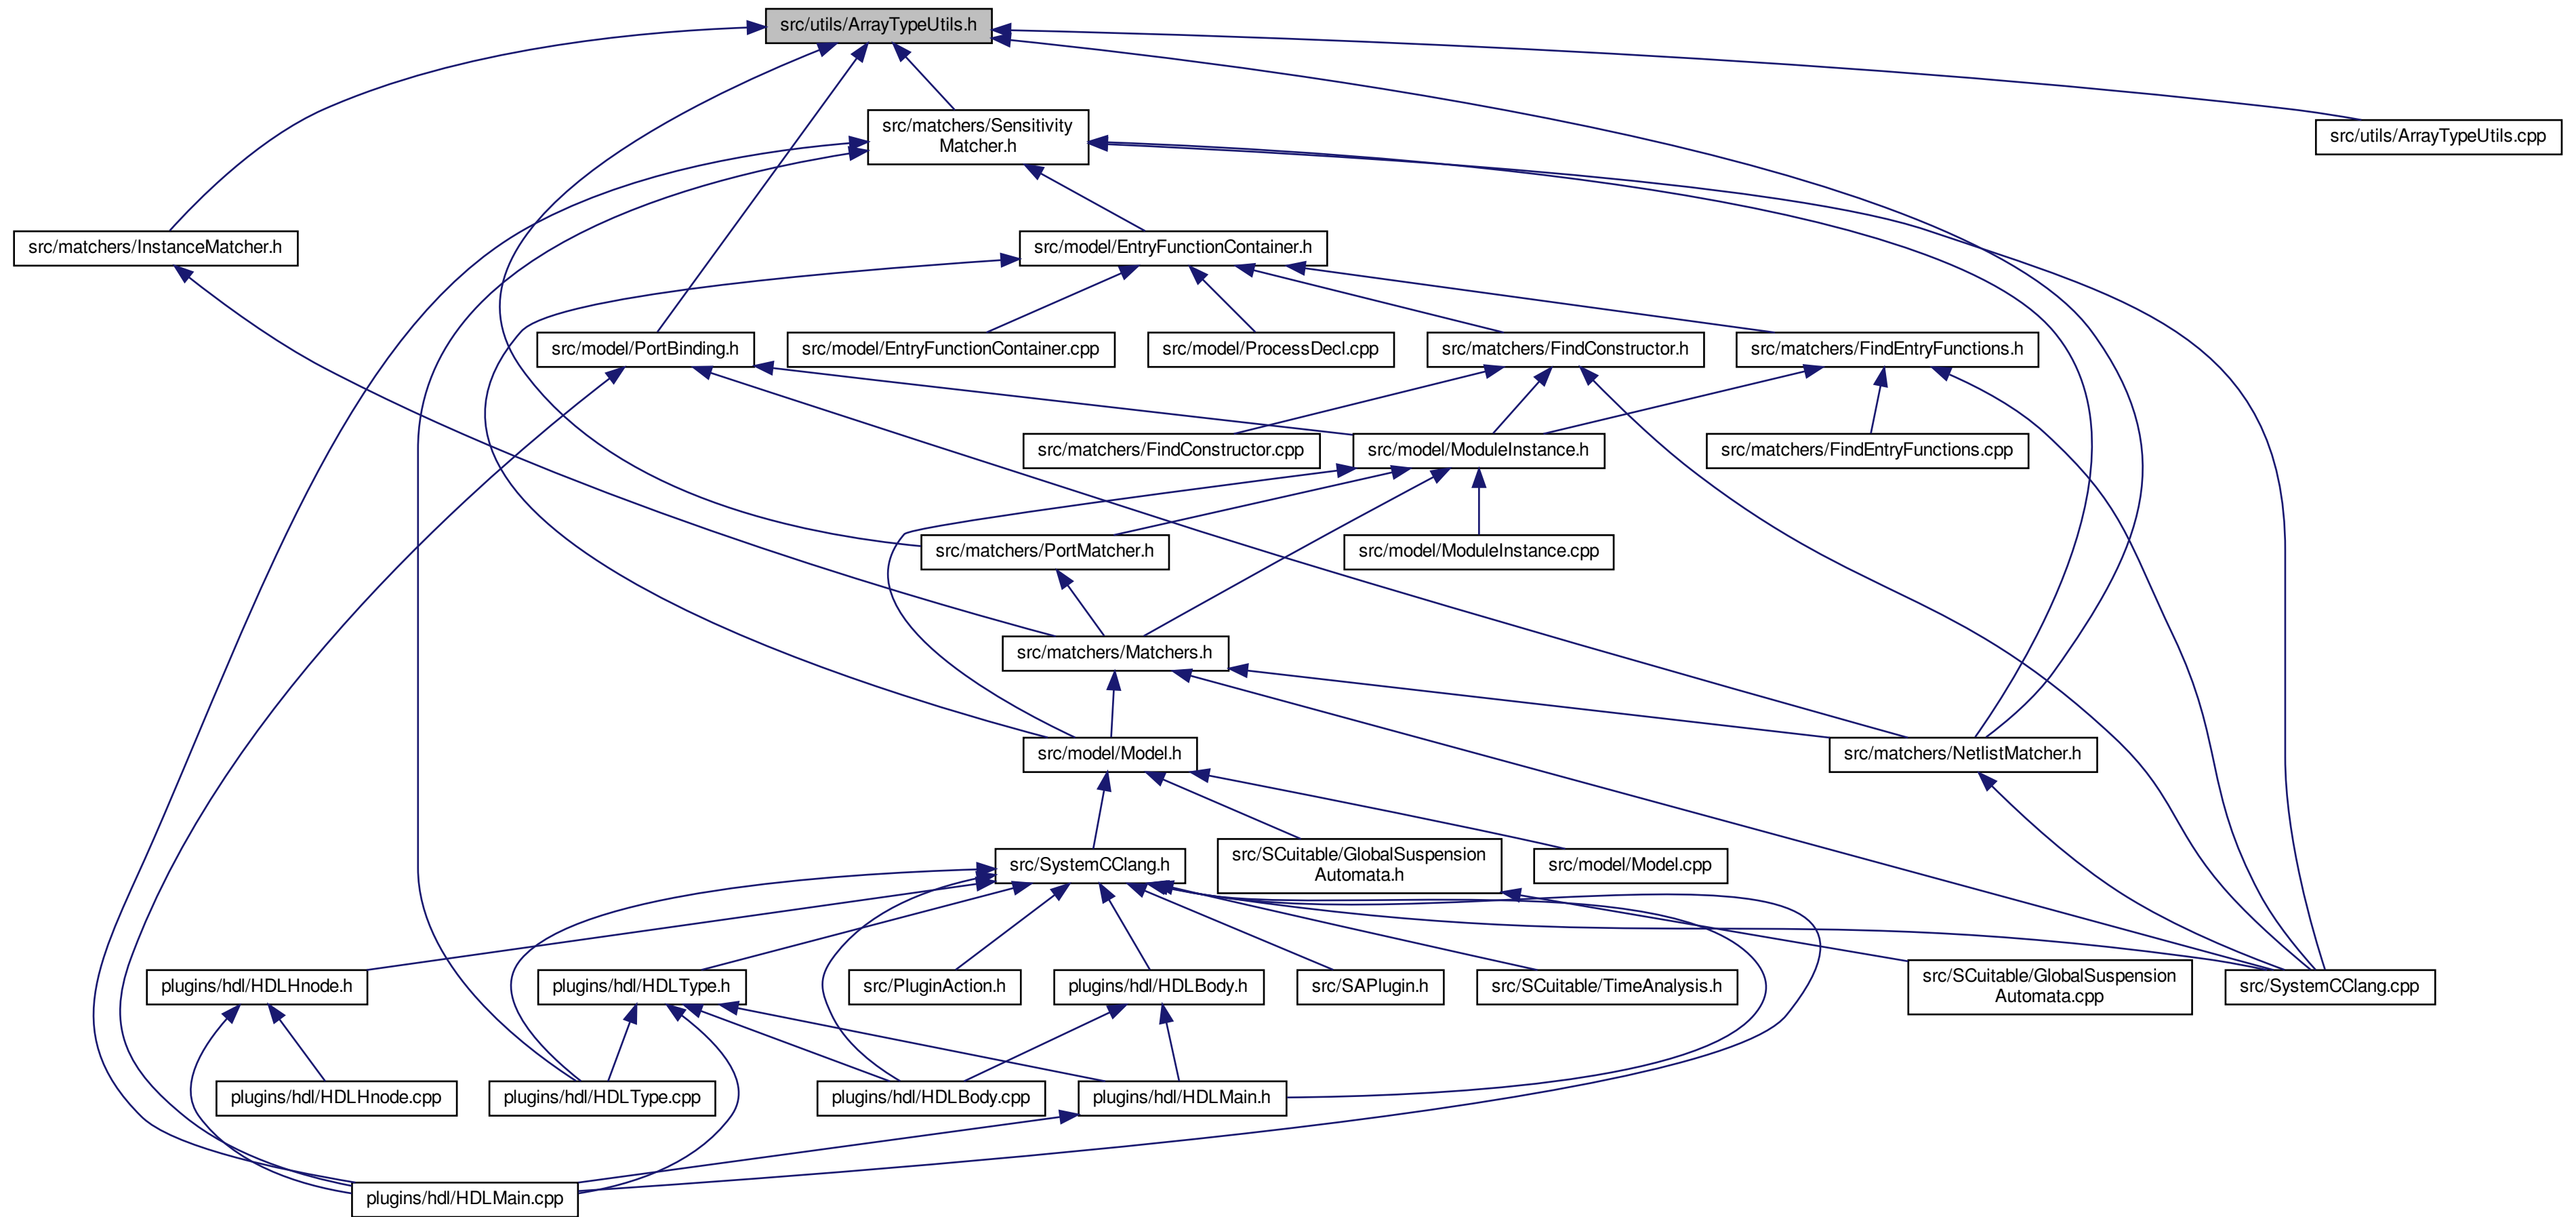 src/utils/ArrayTypeUtils.h
src/matchers/Sensitivity
Matcher.h
src/utils/ArrayTypeUtils.cpp
src/matchers/InstanceMatcher.h
src/model/EntryFunctionContainer.h
src/model/PortBinding.h
src/model/EntryFunctionContainer.cpp
src/model/ProcessDecl.cpp
src/matchers/FindConstructor.h
src/matchers/FindEntryFunctions.h
src/matchers/FindConstructor.cpp
src/model/ModuleInstance.h
src/matchers/FindEntryFunctions.cpp
src/matchers/PortMatcher.h
src/model/ModuleInstance.cpp
src/matchers/Matchers.h
src/model/Model.h
src/matchers/NetlistMatcher.h
src/SystemCClang.h
src/SCuitable/GlobalSuspension
Automata.h
src/model/Model.cpp
plugins/hdl/HDLHnode.h
plugins/hdl/HDLType.h
src/PluginAction.h
plugins/hdl/HDLBody.h
src/SAPlugin.h
src/SCuitable/TimeAnalysis.h
src/SCuitable/GlobalSuspension
Automata.cpp
src/SystemCClang.cpp
plugins/hdl/HDLHnode.cpp
plugins/hdl/HDLType.cpp
plugins/hdl/HDLBody.cpp
plugins/hdl/HDLMain.h
plugins/hdl/HDLMain.cpp